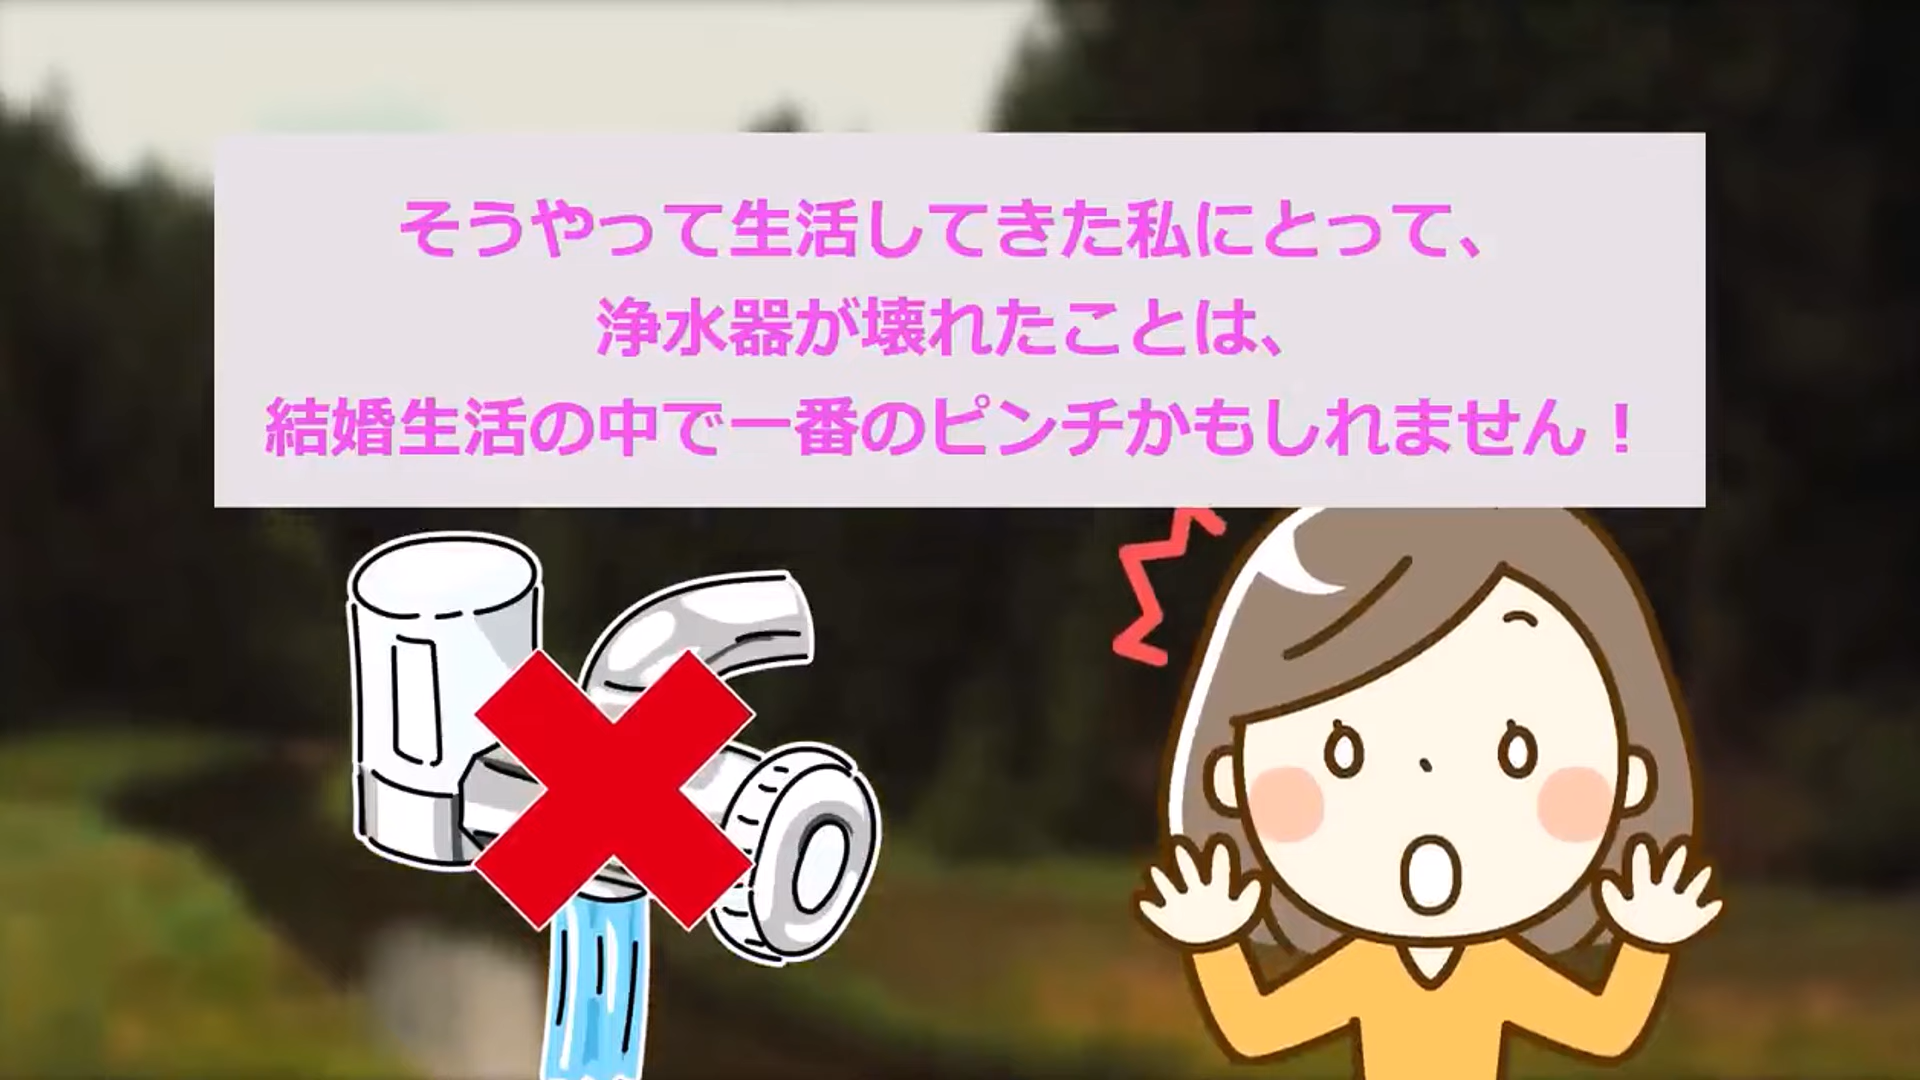 そうやって生活してきた私にとって、
浄水器が壊れたことは、
結婚生活の中で一番のピンチかもしれません！